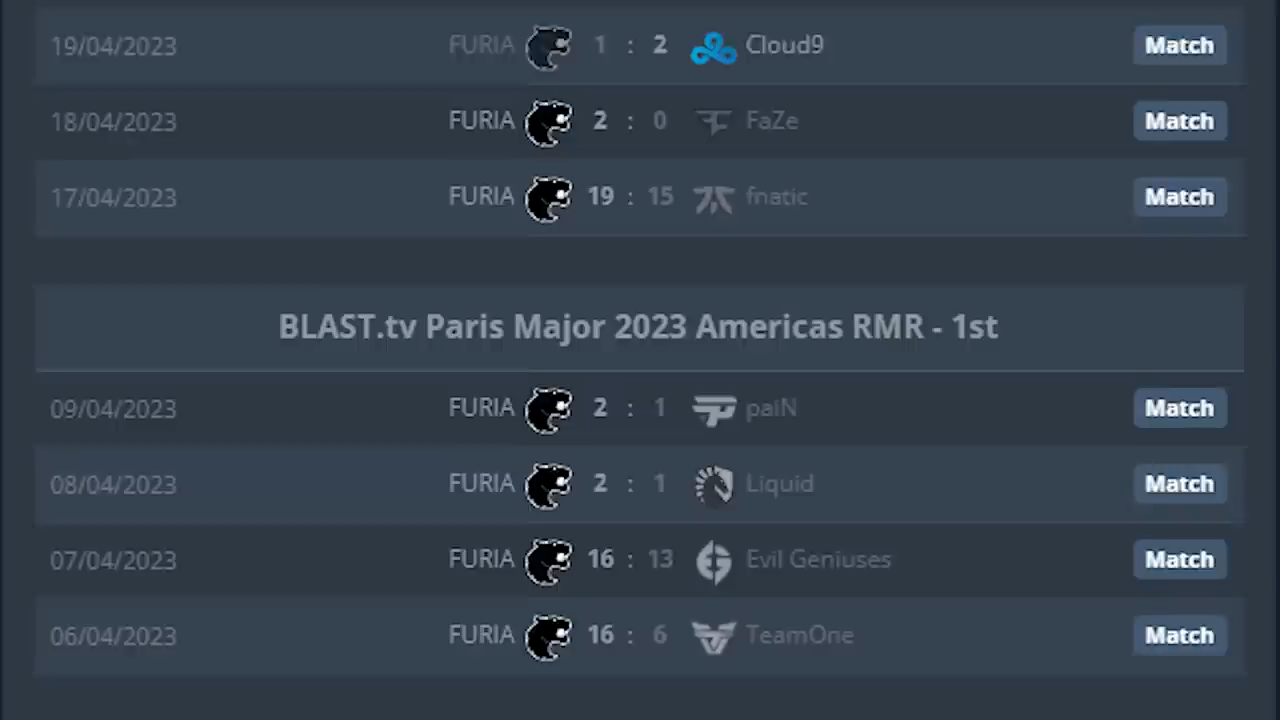 19/04/2023 FURIA 1 : 2 Cloud9 Match
18/04/2023 FURIA 2 : 0 FaZe Match
17/04/2023 FURIA 19 : 15 fnatic Match
BLAST.tv Paris Major 2023 Americas RMR - 1st
09/04/2023 FURIA 2 : 1 paiN Match
08/04/2023 FURIA 2 : 1 Liquid Match
07/04/2023 FURIA 16 : 13 Evil Geniuses Match
06/04/2023 FURIA 16 : 6 TeamOne Match